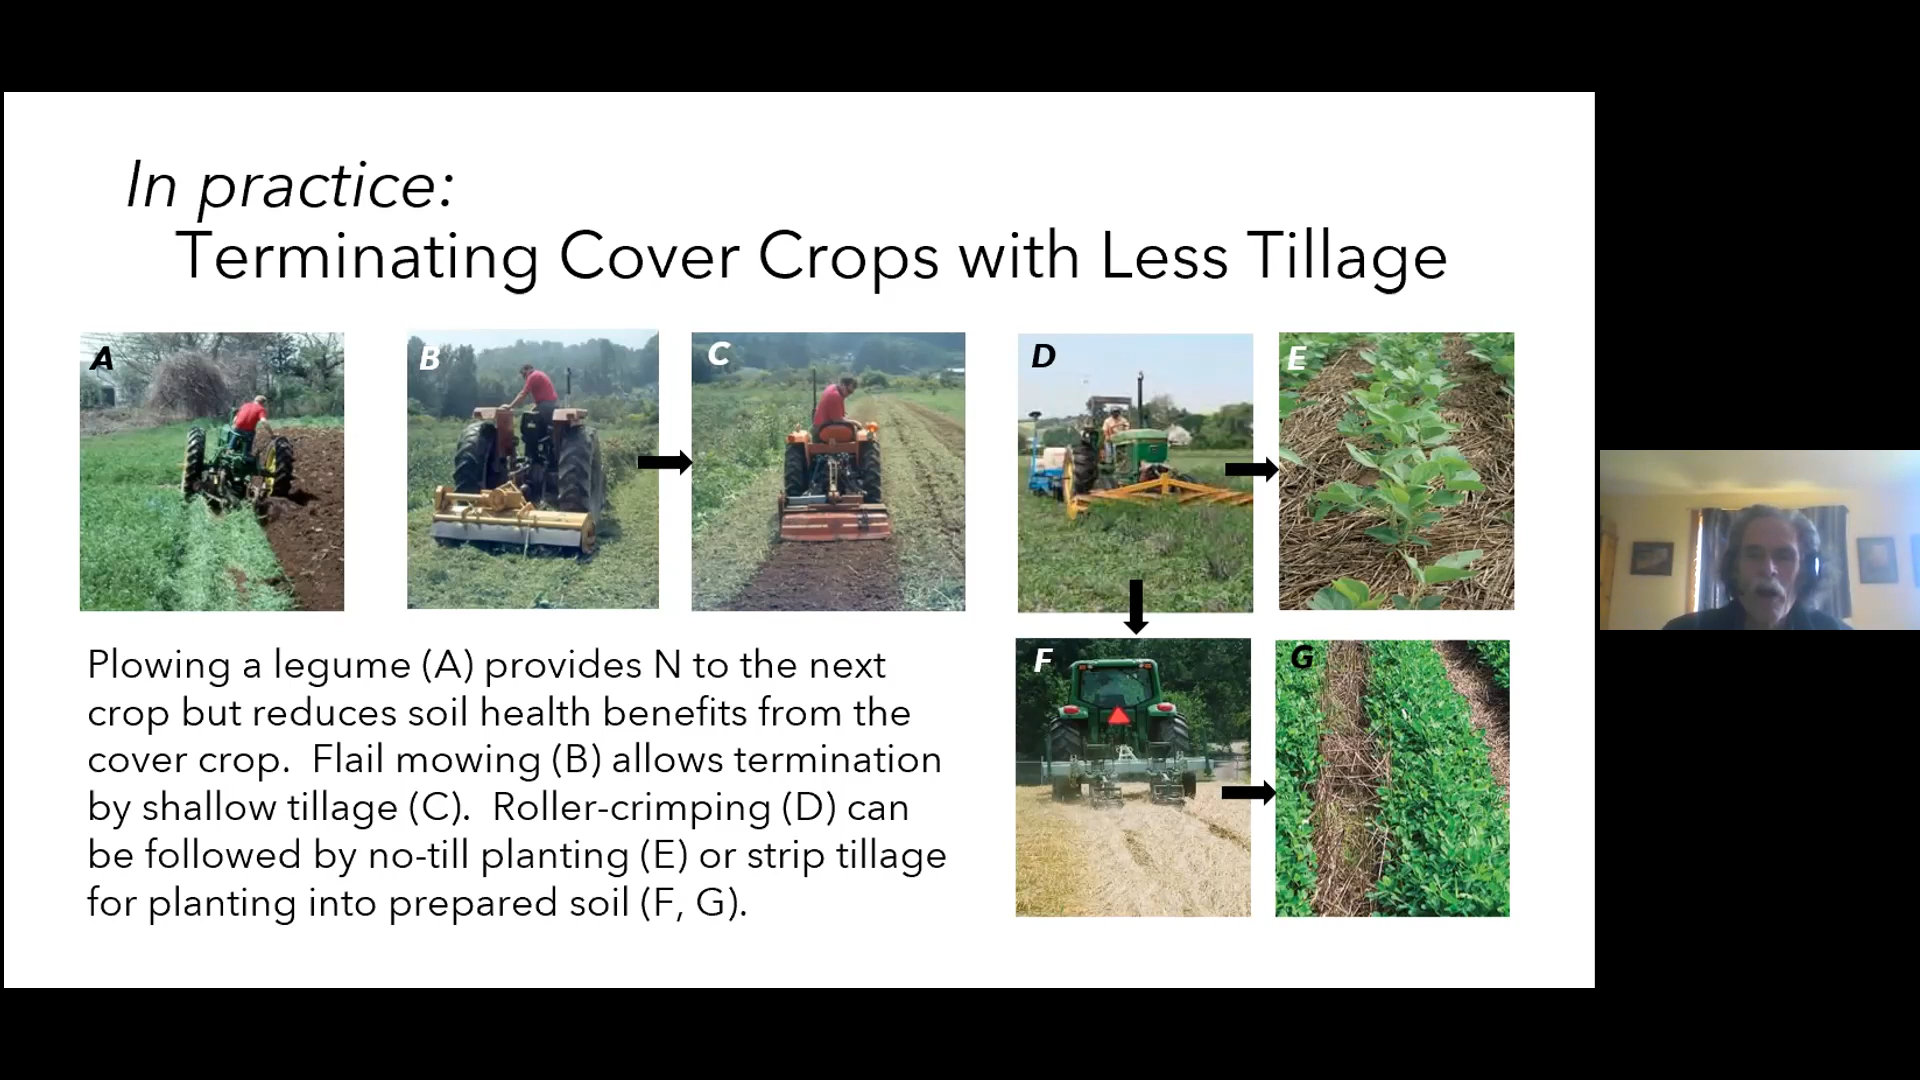 In practice:
Terminating Cover Crops with Less Tillage
A
B
C
D
E
Plowing a legume (A) provides N to the next
crop but reduces soil health benefits from the
cover crop.  Flail mowing (B) allows termination
by shallow tillage (C).  Roller-crimping (D) can
be followed by no-till planting (E) or strip tillage
for planting into prepared soil (F, G).
F
G